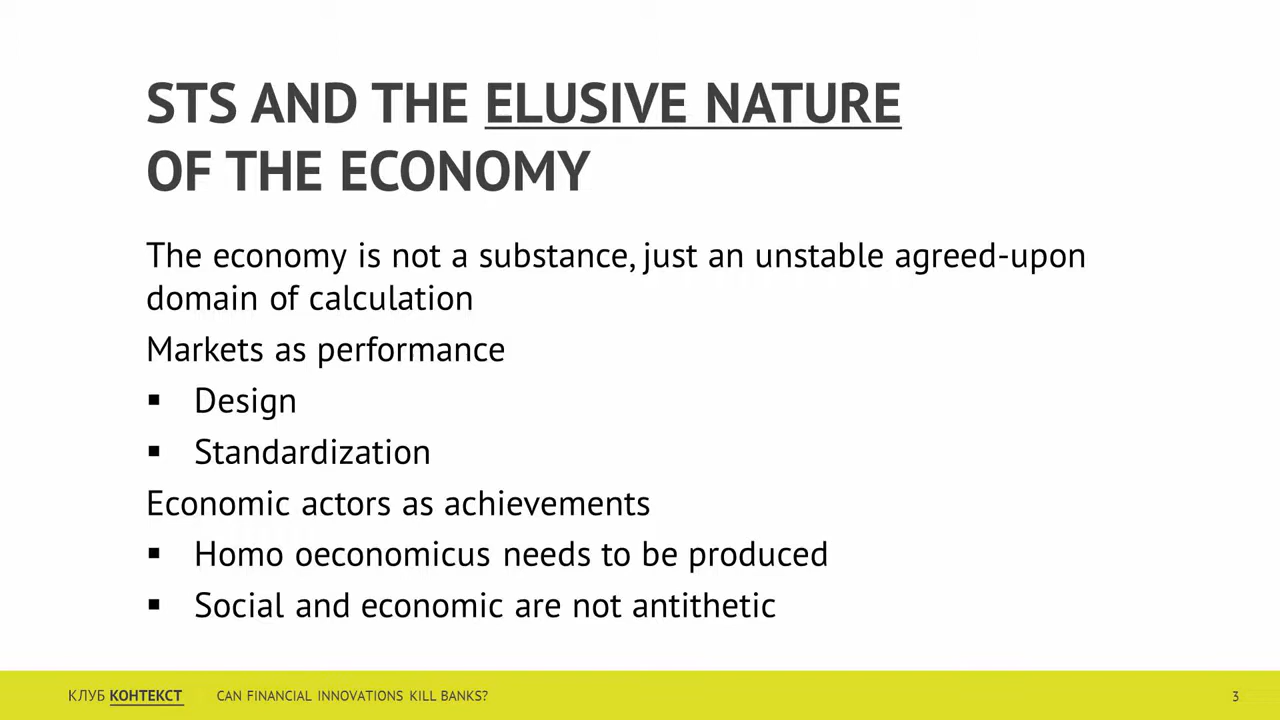 STS AND THE ELUSIVE NATURE
OF THE ECONOMY
The economy is not a substance, just an unstable agreed-upon
domain of calculation
Markets as performance
▪ Design
▪ Standardization
Economic actors as achievements
▪ Homo oeconomicus needs to be produced
▪ Social and economic are not antithetic
КЛУБ КОНТЕКСТ CAN FINANCIAL INNOVATIONS KILL BANKS? 3